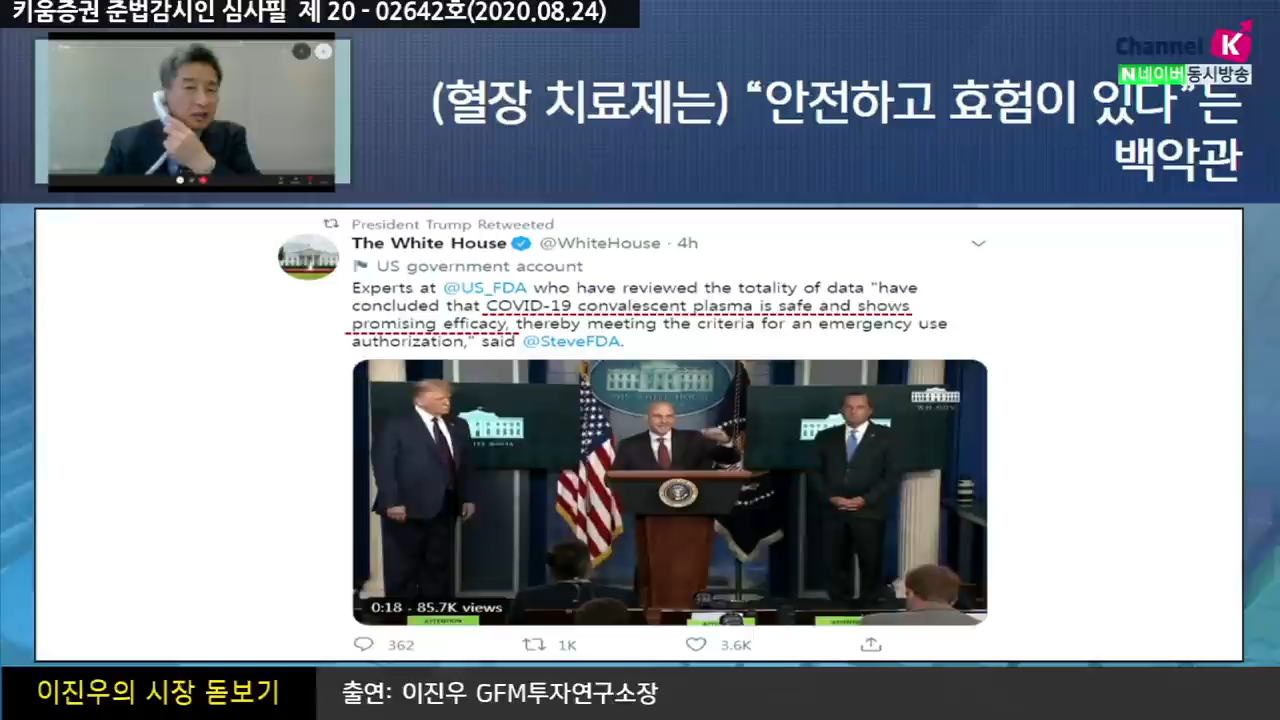 키움증권 준법감시인 심사필 제 20 - 02642호(2020.08.24)
Channel K
N네이버동시방송
(혈장 치료제는) “안전하고 효험이 있다”는
백악관
President Trump Retweeted
The White House @WhiteHouse · 4h
US government account
Experts at @US_FDA who have reviewed the totality of data "have
concluded that COVID-19 convalescent plasma is safe and shows
promising efficacy, thereby meeting the criteria for an emergency use
authorization," said @SteveFDA.
0:18 - 85.7K views
ATTENTION
362 1K 3.6K
이진우의 시장 돋보기
출연: 이진우 GFM투자연구소장